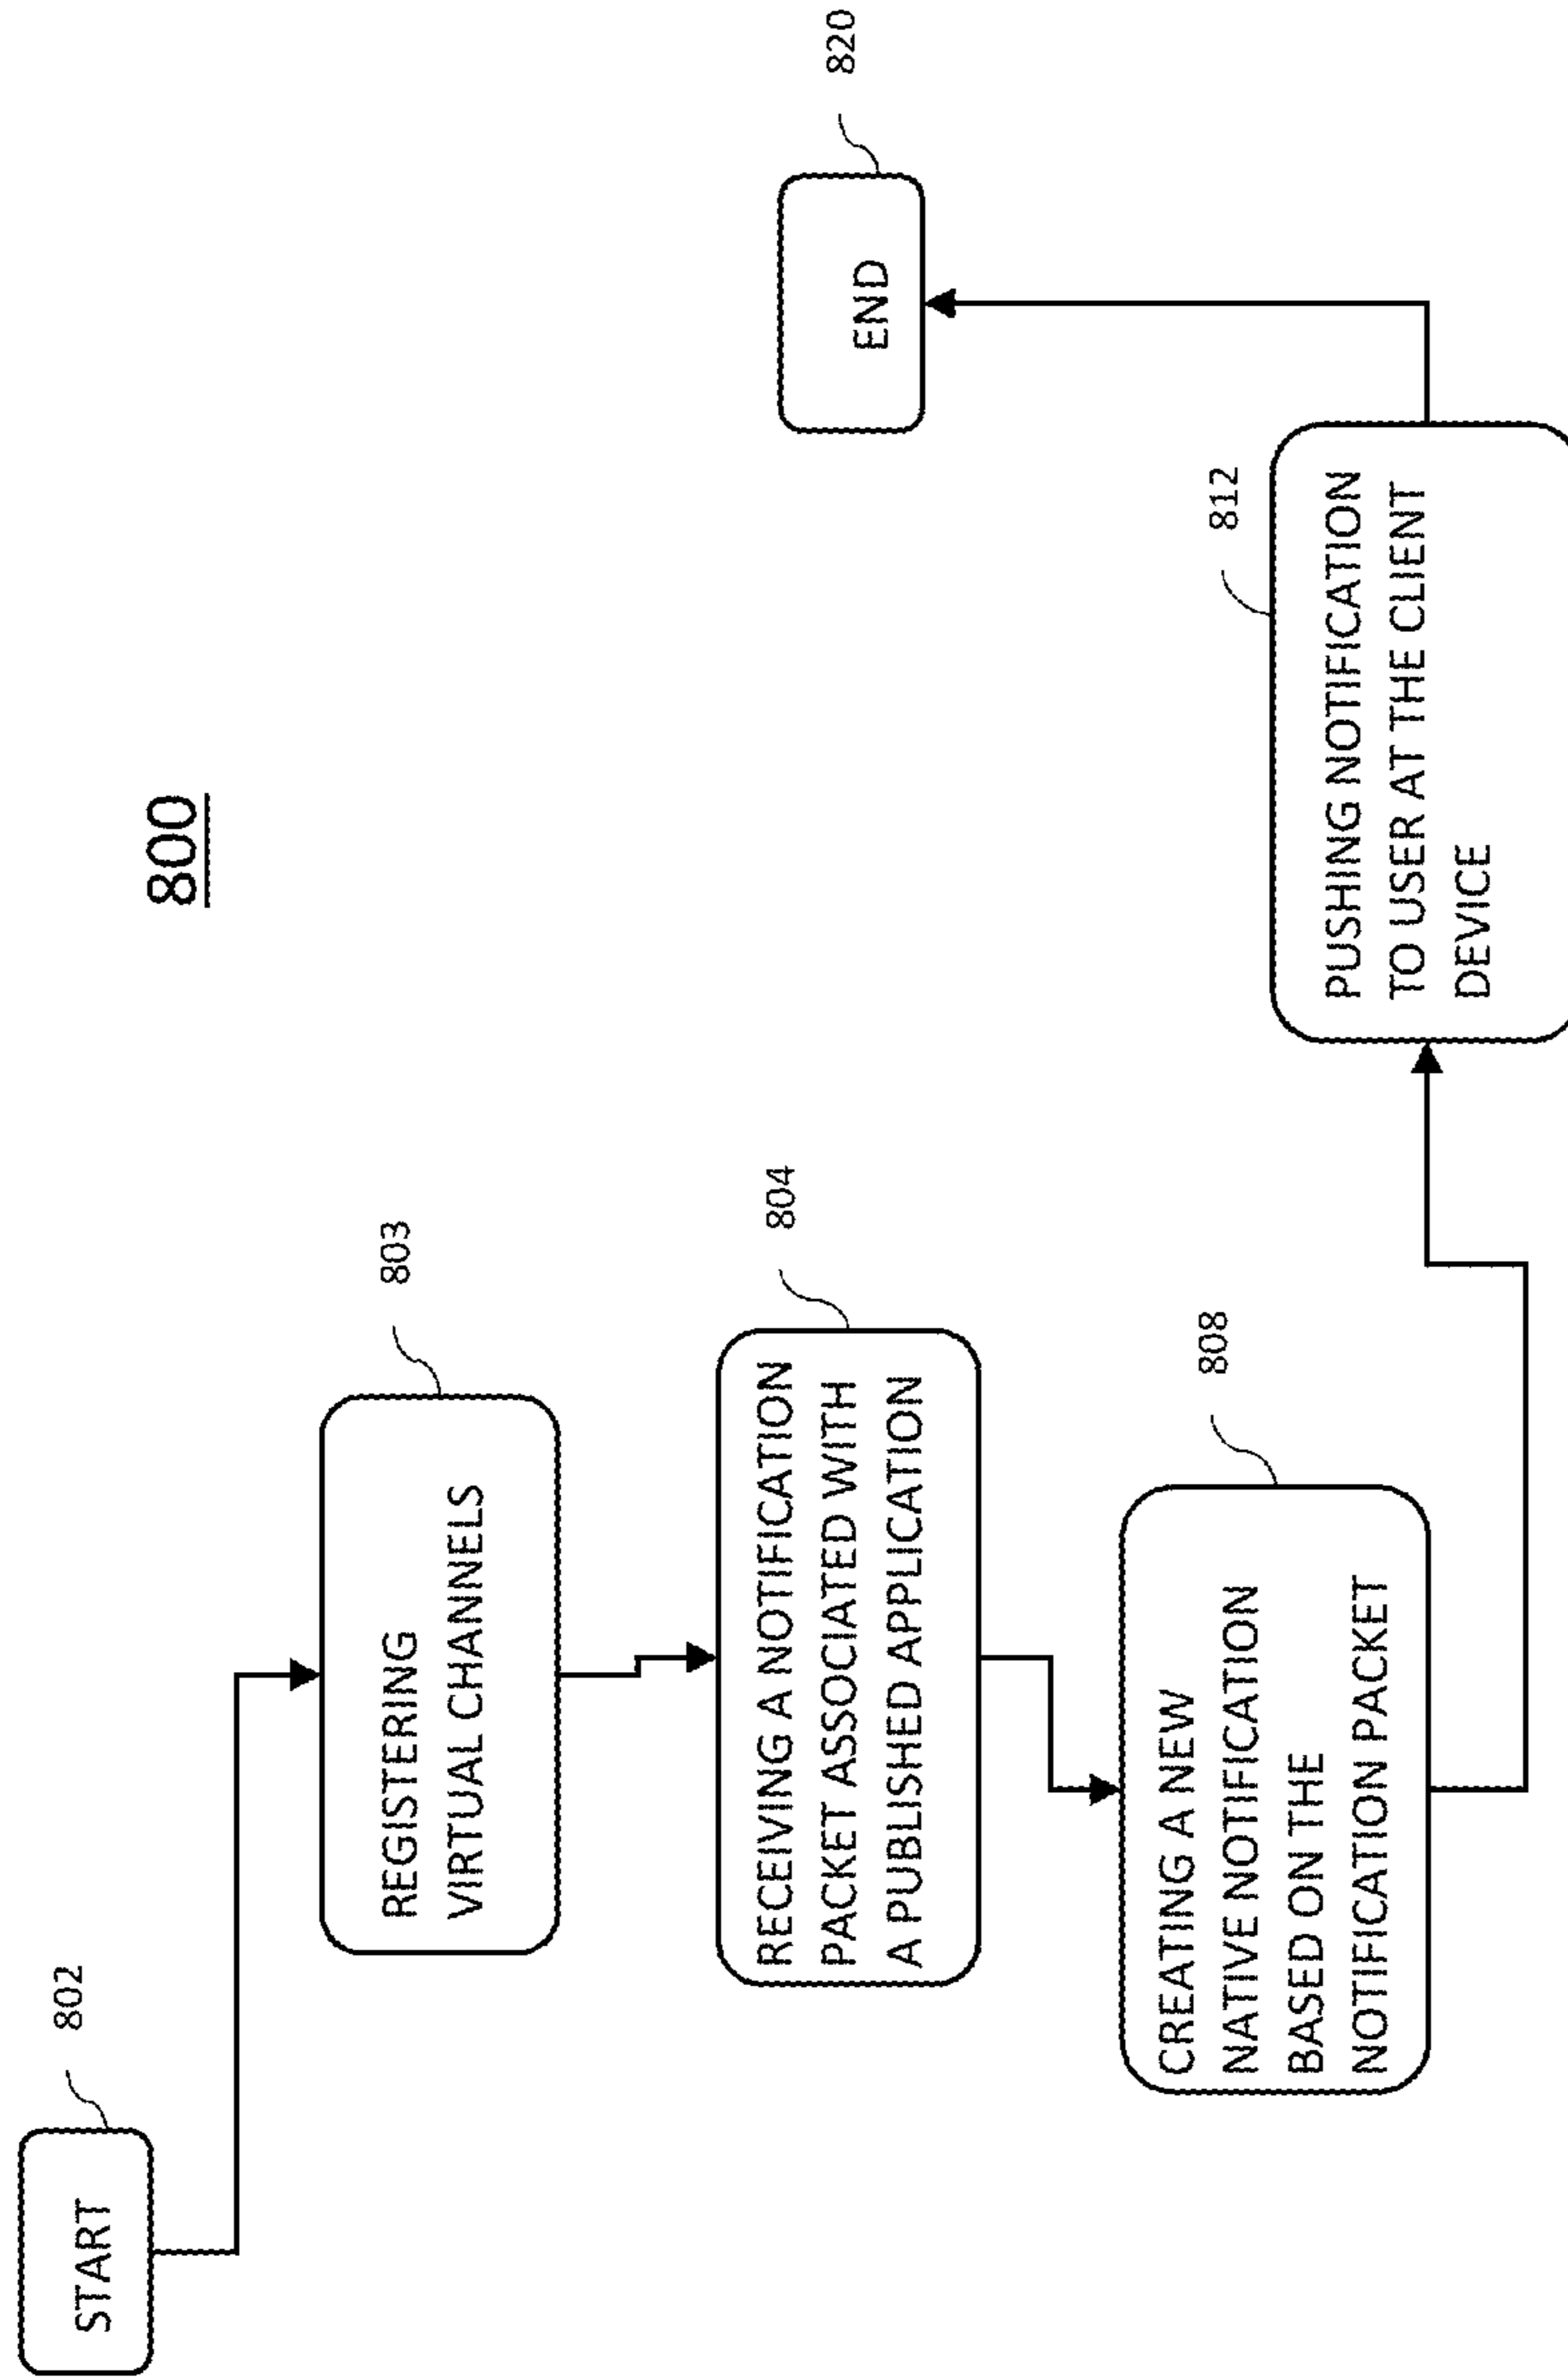 800
START
802
REGISTERING
VIRTUAL CHANNELS
803
RECEIVING A NOTIFICATION
PACKET ASSOCIATED WITH
A PUBLISHED APPLICATION
804
CREATING A NEW
NATIVE NOTIFICATION
BASED ON THE
NOTIFICATION PACKET
808
PUSHING NOTIFICATION
TO USER AT THE CLIENT
DEVICE
812
END
820